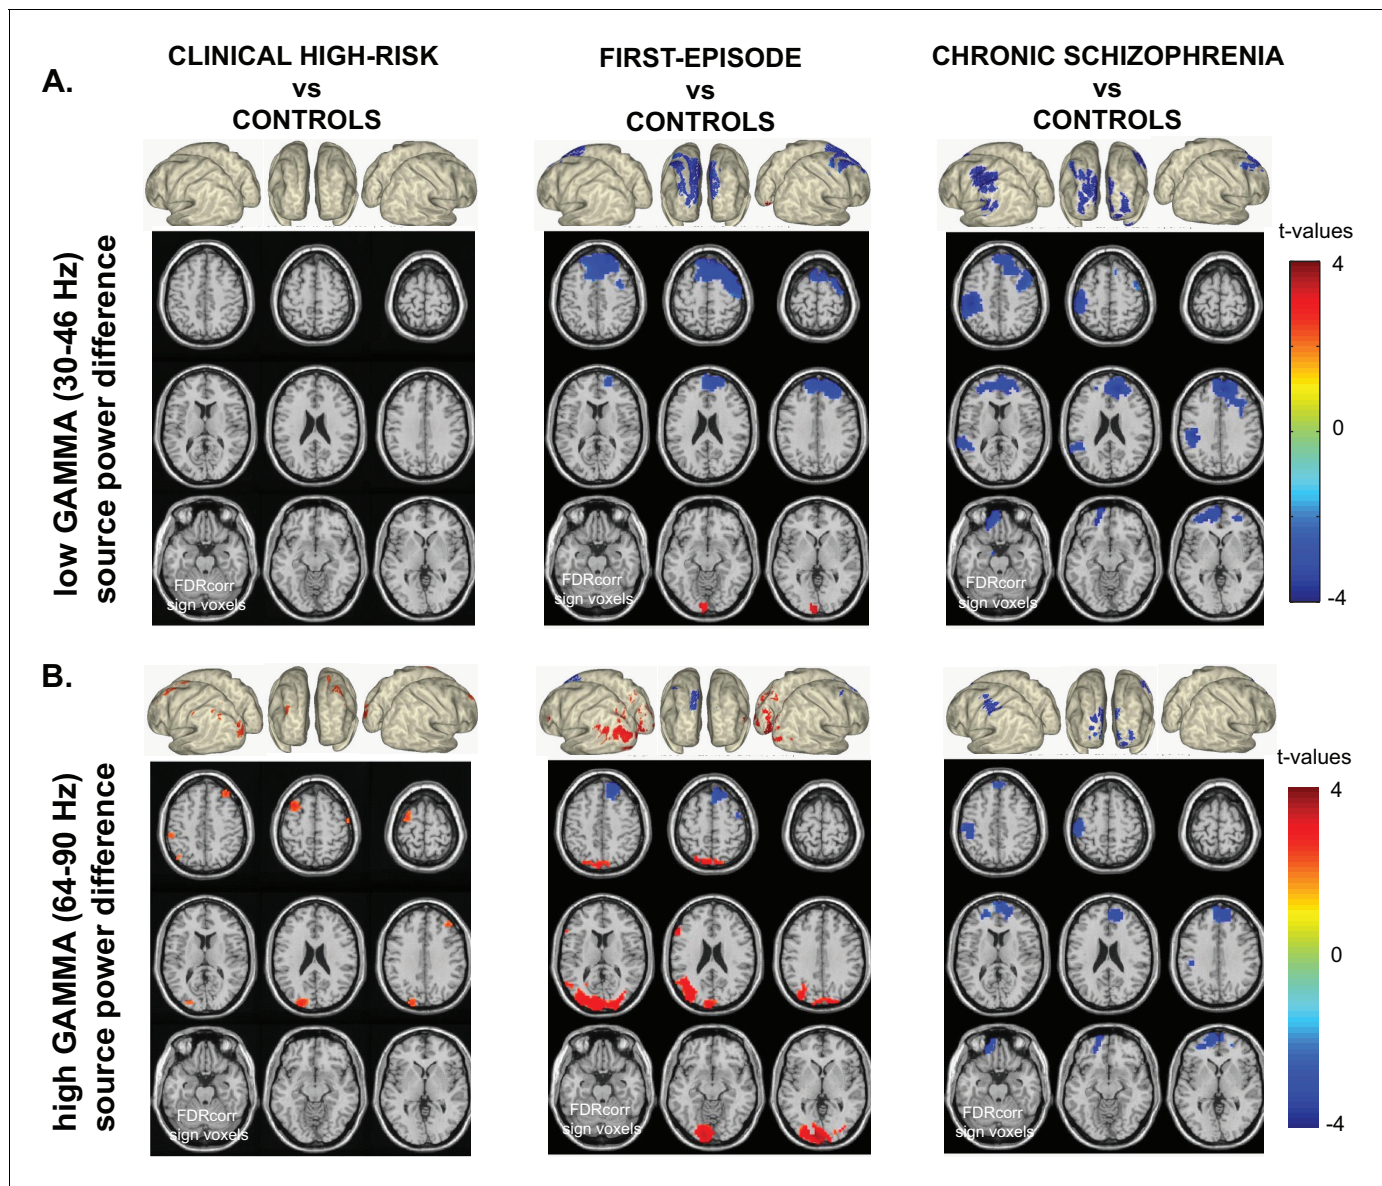 A.
CLINICAL HIGH-RISK
vs
CONTROLS
FIRST-EPISODE
vs
CONTROLS
CHRONIC SCHIZOPHRENIA
vs
CONTROLS
low GAMMA (30-46 Hz)
source power difference
FDRcorr
sign voxels
FDRcorr
sign voxels
FDRcorr
sign voxels
t-values
4
0
-4
B.
high GAMMA (64-90 Hz)
source power difference
FDRcorr
sign voxels
FDRcorr
sign voxels
FDRcorr
sign voxels
t-values
4
0
-4